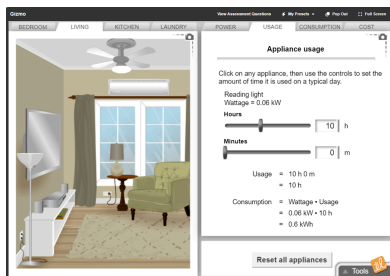 Gizmo
View Assessment Questions My Presets Pop Out Full Screen
BEDROOM LIVING KITCHEN LAUNDRY POWER USAGE CONSUMPTION COST
Appliance usage
Click on any appliance, then use the controls to set the
amount of time it is used on a typical day.
Reading light
Wattage = 0.06 kW
Hours
10 h
Minutes
0 m
Usage = 10 h 0 m
= 10 h
Consumption = Wattage • Usage
= 0.06 kW • 10 h
= 0.6 kWh
Reset all appliances
Tools